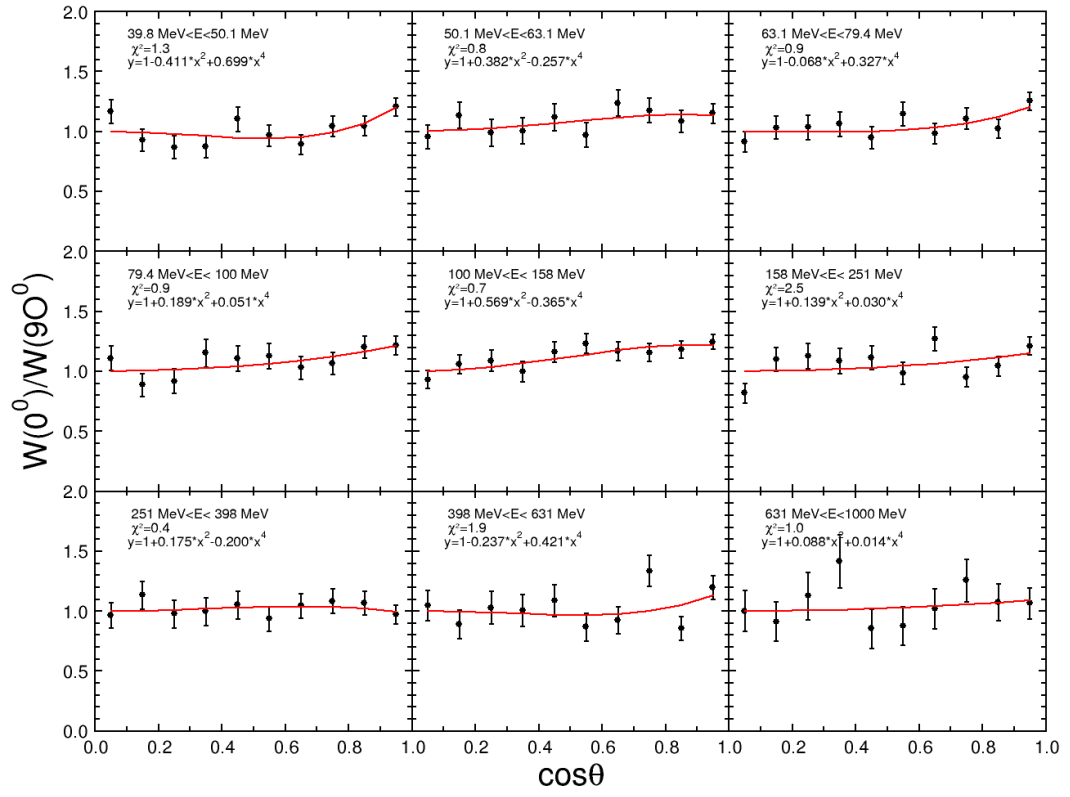 2.0
1.5
1.0
0.5
2.0
1.5
1.0
0.5
2.0
1.5
1.0
0.5
0.0
W(0⁰)/W(9O⁰)
39.8 MeV<E<50.1 MeV
χ²=1.3
y=1-0.411*x²+0.699*x⁴
50.1 MeV<E<63.1 MeV
χ²=0.8
y=1+0.382*x²-0.257*x⁴
63.1 MeV<E<79.4 MeV
χ²=0.9
y=1-0.068*x²+0.327*x⁴
79.4 MeV<E< 100 MeV
χ²=0.9
y=1+0.189*x²+0.051*x⁴
100 MeV<E< 158 MeV
χ²=0.7
y=1+0.569*x²-0.365*x⁴
158 MeV<E< 251 MeV
χ²=2.5
y=1+0.139*x²+0.030*x⁴
251 MeV<E< 398 MeV
χ²=0.4
y=1+0.175*x²-0.200*x⁴
398 MeV<E< 631 MeV
χ²=1.9
y=1-0.237*x²+0.421*x⁴
631 MeV<E<1000 MeV
χ²=1.0
y=1+0.088*x²+0.014*x⁴
0.0 0.2 0.4 0.6 0.8 1.0 0.2 0.4 0.6 0.8 1.0 0.2 0.4 0.6 0.8 1.0
cosθ